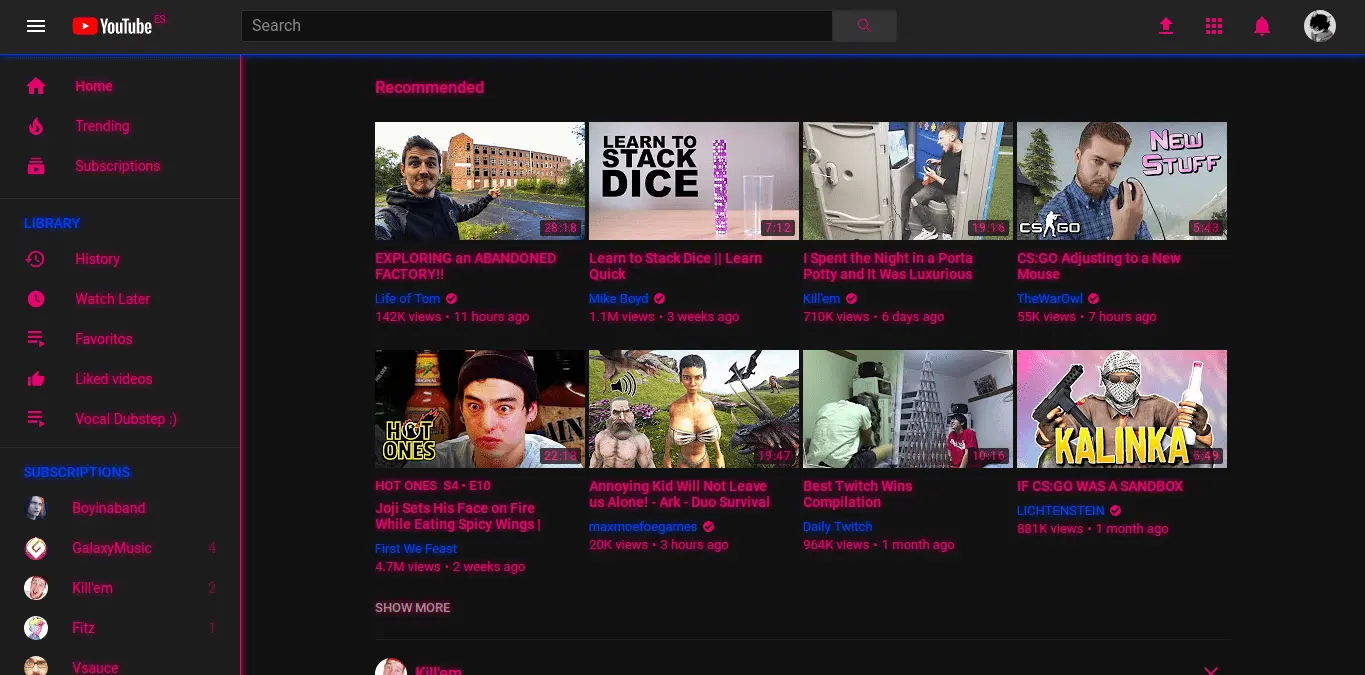 YouTube ES
Search
Home
Trending
Subscriptions
LIBRARY
History
Watch Later
Favoritos
Liked videos
Vocal Dubstep :)
SUBSCRIPTIONS
Boyinaband
GalaxyMusic 4
Kill'em 2
Fitz 1
Vsauce
Recommended
28:18
EXPLORING an ABANDONED
FACTORY!!
Life of Tom
142K views • 11 hours ago
LEARN TO
STACK
DICE
7:12
Learn to Stack Dice || Learn
Quick
Mike Boyd
1.1M views • 3 weeks ago
19:16
I Spent the Night in a Porta
Potty and It Was Luxurious
Kill'em
710K views • 6 days ago
NEW
STUFF
CS GO
5:43
CS:GO Adjusting to a New
Mouse
TheWarOwl
55K views • 7 hours ago
HOT
ONES
22:18
HOT ONES S4 • E10
Joji Sets His Face on Fire
While Eating Spicy Wings |
First We Feast
4.7M views • 2 weeks ago
19:47
Annoying Kid Will Not Leave
us Alone! - Ark - Duo Survival
maxmoefoegames
20K views • 3 hours ago
10:16
Best Twitch Wins
Compilation
Daily Twitch
964K views • 1 month ago
KALINKA
5:49
IF CS:GO WAS A SANDBOX
LICHTENSTEIN
881K views • 1 month ago
SHOW MORE
Kill'em